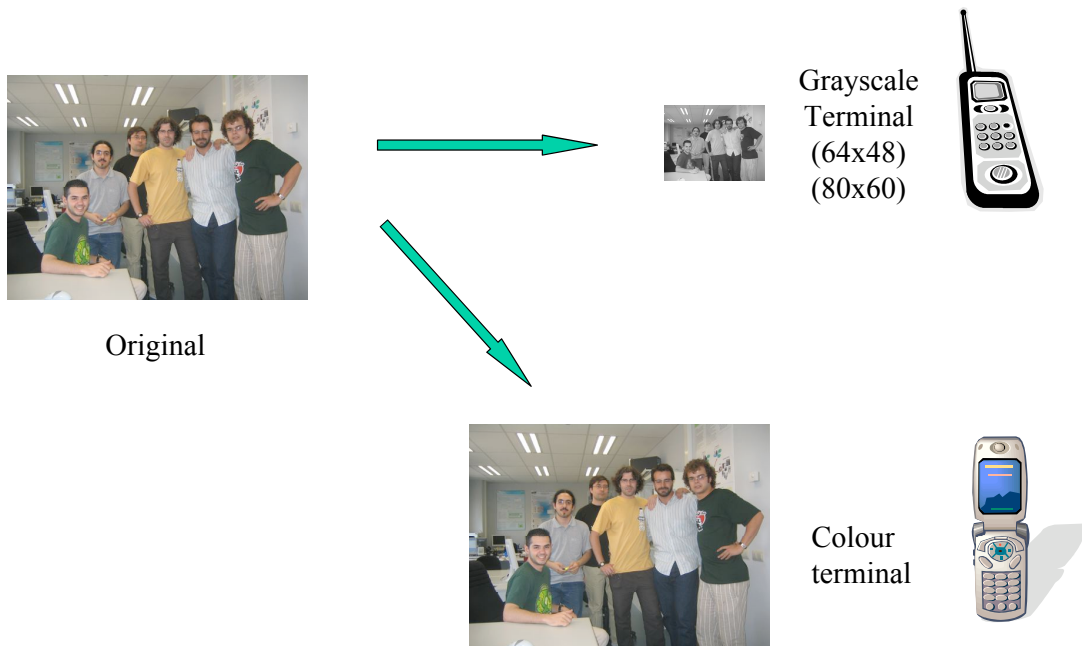 Grayscale
Terminal
(64x48)
(80x60)
Original
Colour
terminal